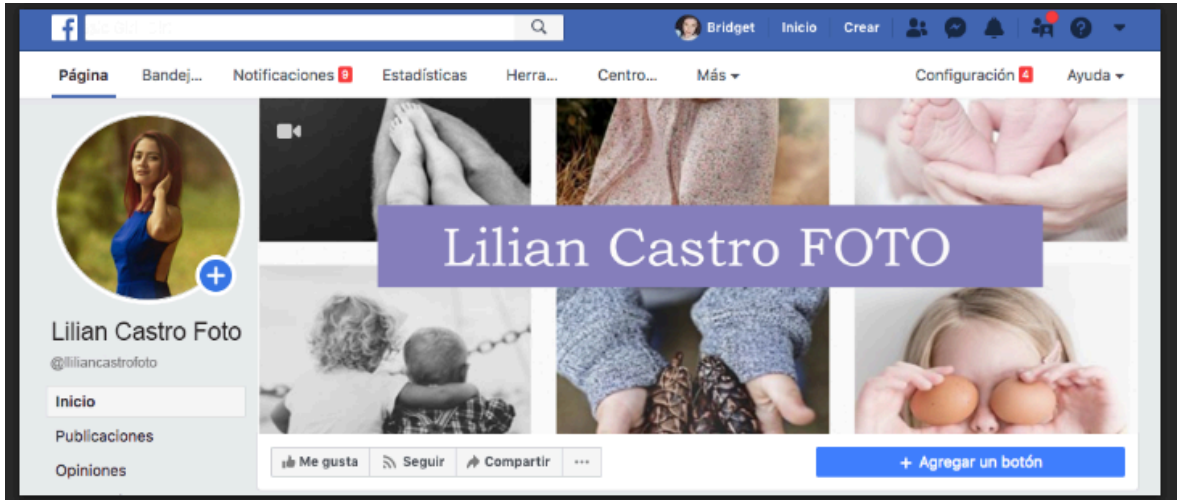 f
Bridget Inicio Crear
Página Bandej... Notificaciones 9 Estadísticas Herra... Centro... Más Configuración 4 Ayuda
Lilian Castro FOTO
Lilian Castro Foto
@lliliancastrofoto
Inicio
Publicaciones
Opiniones
Me gusta Seguir Compartir ...
+ Agregar un botón